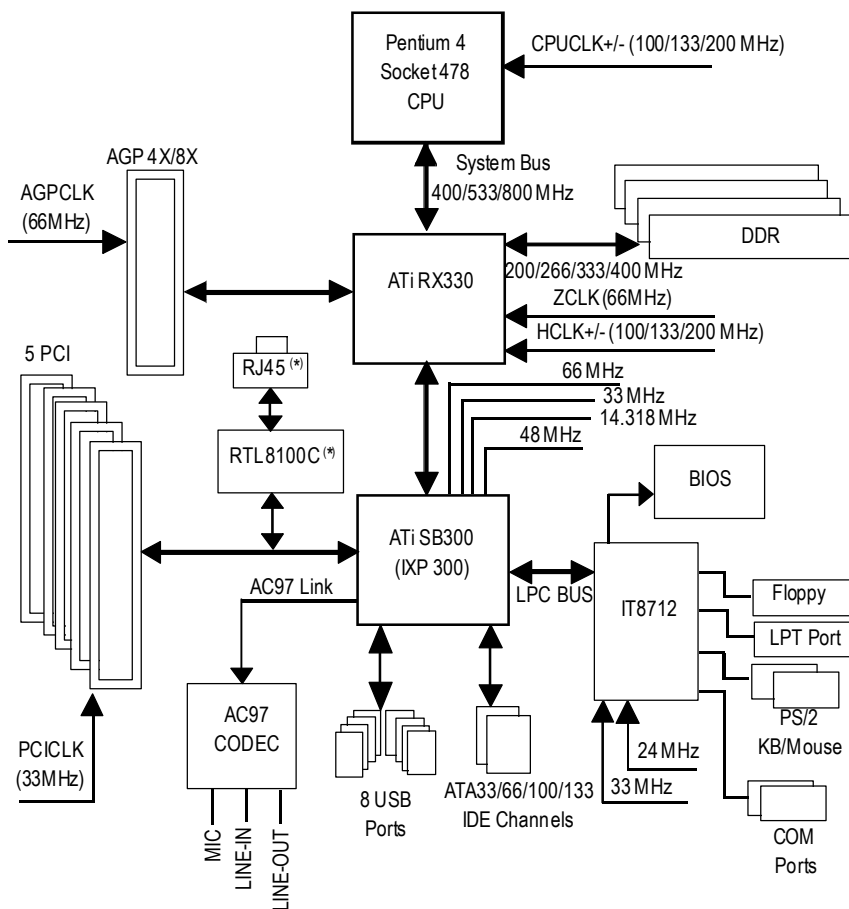 Pentium 4
Socket 478
CPU
CPUCLK+/- (100/133/200 MHz)
AGP 4X/8X
System Bus
400/533/800 MHz
AGPCLK
(66MHz)
DDR
ATi RX330
200/266/333/400 MHz
ZCLK (66MHz)
HCLK+/- (100/133/200 MHz)
5 PCI
RJ45 (*)
66 MHz
33 MHz
14.318 MHz
48 MHz
RTL8100C (*)
BIOS
ATi SB300
(IXP 300)
AC97 Link
LPC BUS
IT8712
Floppy
LPT Port
PS/2
KB/Mouse
AC97
CODEC
PCICLK
(33MHz)
24 MHz
33 MHz
8 USB
Ports
ATA33/66/100/133
IDE Channels
COM
Ports
MIC
LINE-IN
LINE-OUT